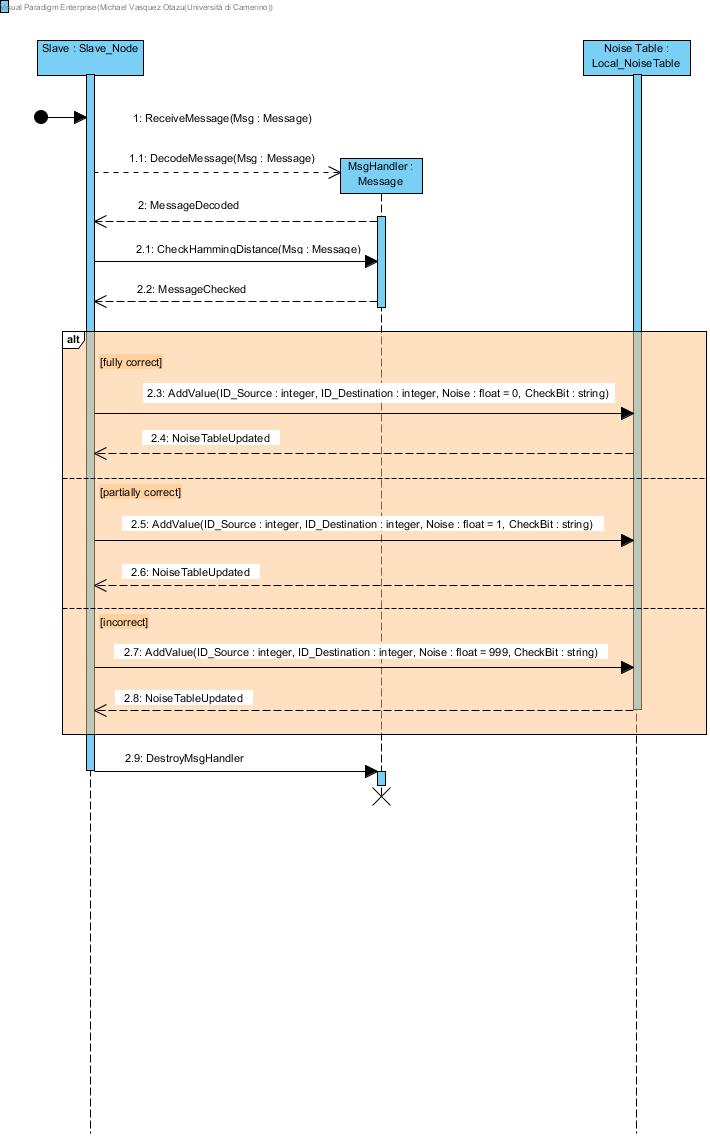 Visual Paradigm Enterprise(Michael Vasquez Otazu(Università di Camerino))
Slave : Slave_Node
Noise Table :
Local_NoiseTable
1: ReceiveMessage(Msg : Message)
1.1: DecodeMessage(Msg : Message)
MsgHandler :
Message
2: MessageDecoded
2.1: CheckHammingDistance(Msg : Message)
2.2: MessageChecked
alt
[fully correct]
2.3: AddValue(ID_Source : integer, ID_Destination : integer, Noise : float = 0, CheckBit : string)
2.4: NoiseTableUpdated
[partially correct]
2.5: AddValue(ID_Source : integer, ID_Destination : integer, Noise : float = 1, CheckBit : string)
2.6: NoiseTableUpdated
[incorrect]
2.7: AddValue(ID_Source : integer, ID_Destination : integer, Noise : float = 999, CheckBit : string)
2.8: NoiseTableUpdated
2.9: DestroyMsgHandler